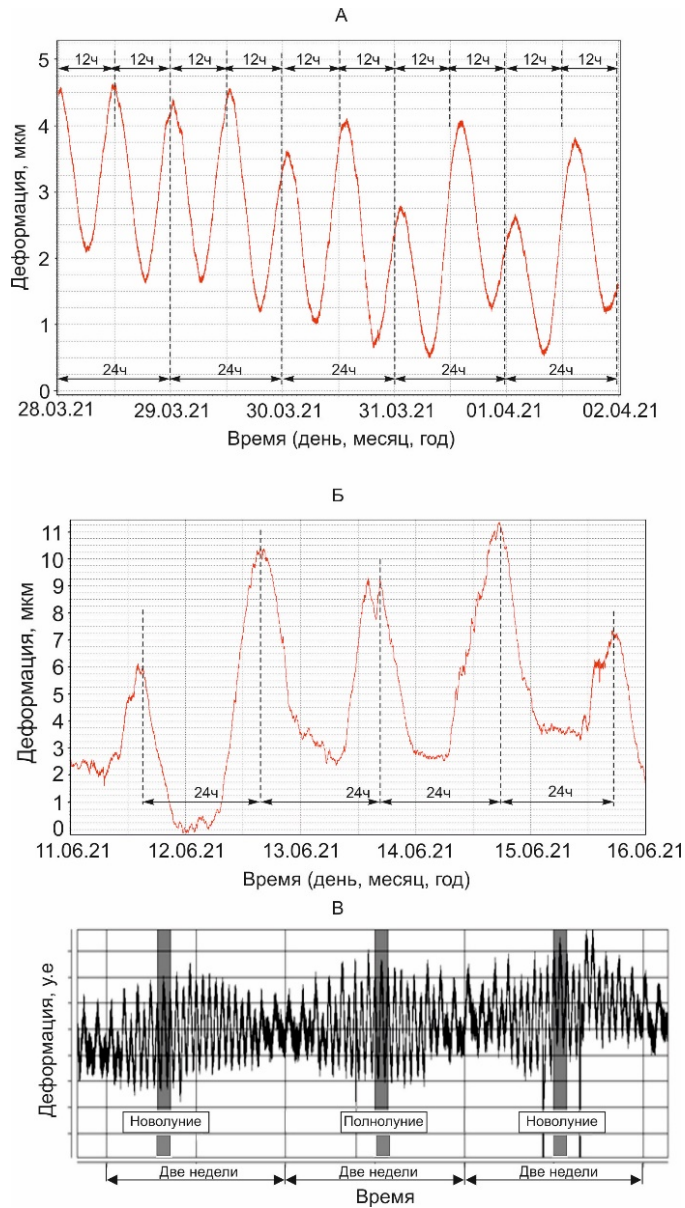 А
12ч 12ч 12ч 12ч 12ч 12ч 12ч 12ч 12ч 12ч
5
4
3
2
1
0
Деформация, мкм
24ч 24ч 24ч 24ч 24ч
28.03.21 29.03.21 30.03.21 31.03.21 01.04.21 02.04.21
Время (день, месяц, год)
Б
11
10
9
8
7
6
5
4
3
2
1
0
Деформация, мкм
24ч 24ч 24ч 24ч
11.06.21 12.06.21 13.06.21 14.06.21 15.06.21 16.06.21
Время (день, месяц, год)
В
Деформация, у.е
Новолуние Полнолуние Новолуние
Две недели Две недели Две недели
Время